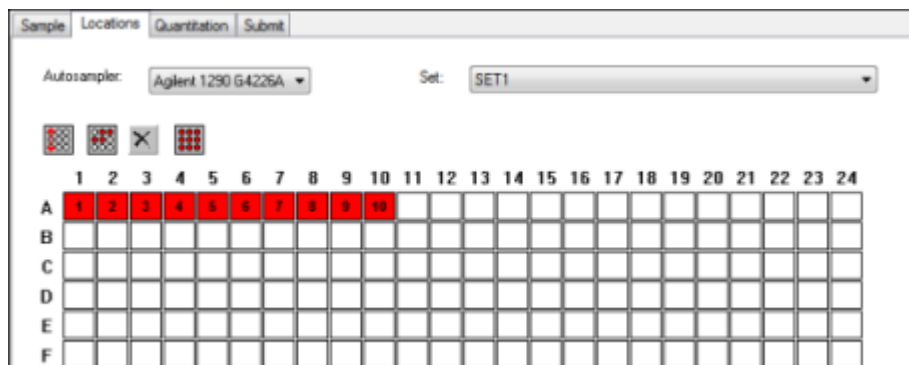 Sample Locations Quantitation Submit
Autosampler: Agilent 1290 G4226A Set: SET1
1 2 3 4 5 6 7 8 9 10 11 12 13 14 15 16 17 18 19 20 21 22 23 24
A 1 2 3 4 5 6 7 8 9 10
B
C
D
E
F